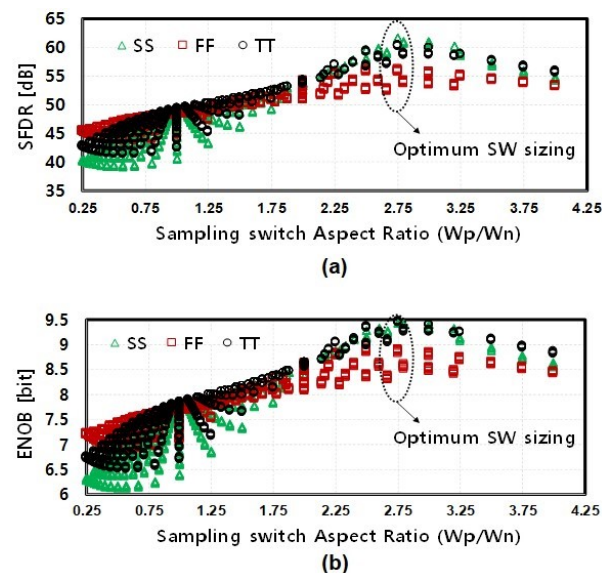 65
60
55
50
45
40
35
SFDR [dB]
SS FF TT
Optimum SW sizing
0.25 0.75 1.25 1.75 2.25 2.75 3.25 3.75 4.25
Sampling switch Aspect Ratio (Wp/Wn)
(a)
9.5
9
8.5
8
7.5
7
6.5
6
ENOB [bit]
SS FF TT
Optimum SW sizing
0.25 0.75 1.25 1.75 2.25 2.75 3.25 3.75 4.25
Sampling switch Aspect Ratio (Wp/Wn)
(b)